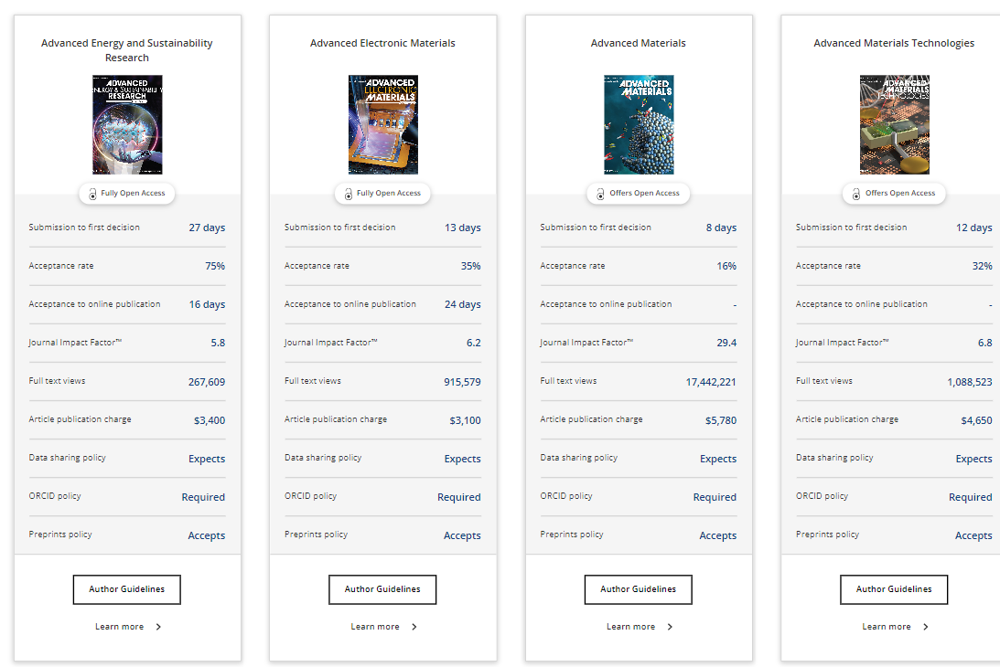 Advanced Energy and Sustainability
Research
ADVANCED
ENERGY & SUSTAINABILITY
RESEARCH
Fully Open Access
Submission to first decision 27 days
Acceptance rate 75%
Acceptance to online publication 16 days
Journal Impact Factor™ 5.8
Full text views 267,609
Article publication charge $3,400
Data sharing policy Expects
ORCID policy Required
Preprints policy Accepts
Author Guidelines
Learn more
Advanced Electronic Materials
ADVANCED
ELECTRONIC
MATERIALS
Fully Open Access
Submission to first decision 13 days
Acceptance rate 35%
Acceptance to online publication 24 days
Journal Impact Factor™ 6.2
Full text views 915,579
Article publication charge $3,100
Data sharing policy Expects
ORCID policy Required
Preprints policy Accepts
Author Guidelines
Learn more
Advanced Materials
ADVANCED
MATERIALS
Offers Open Access
Submission to first decision 8 days
Acceptance rate 16%
Acceptance to online publication -
Journal Impact Factor™ 29.4
Full text views 17,442,221
Article publication charge $5,780
Data sharing policy Expects
ORCID policy Required
Preprints policy Accepts
Author Guidelines
Learn more
Advanced Materials Technologies
ADVANCED
MATERIALS
TECHNOLOGIES
Offers Open Access
Submission to first decision 12 days
Acceptance rate 32%
Acceptance to online publication -
Journal Impact Factor™ 6.8
Full text views 1,088,523
Article publication charge $4,650
Data sharing policy Expects
ORCID policy Required
Preprints policy Accepts
Author Guidelines
Learn more